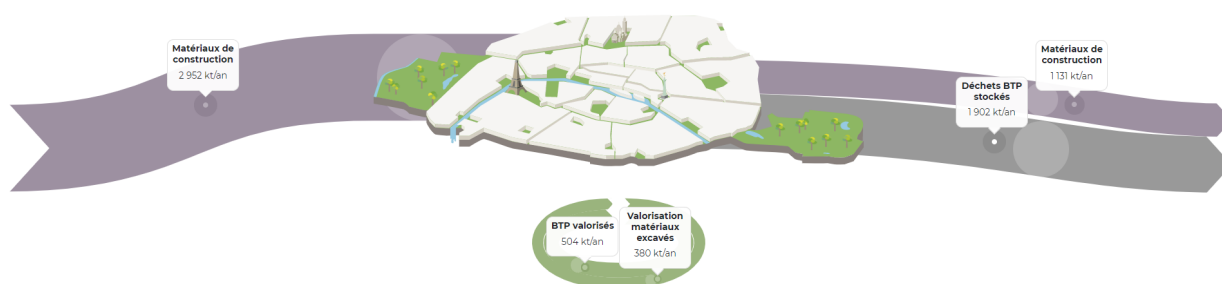 Matériaux de
construction
2 952 kt/an
Matériaux de
construction
1 131 kt/an
Déchets BTP
stockés
1 902 kt/an
BTP valorisés
504 kt/an
Valorisation
matériaux
excavés
380 kt/an